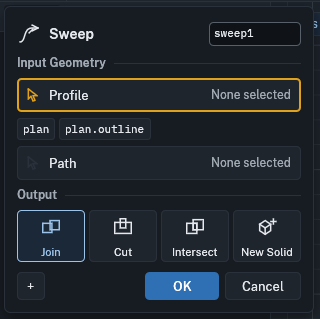 Sweep
sweep1
Input Geometry
Profile
None selected
plan
plan.outline
Path
None selected
Output
Join
Cut
Intersect
New Solid
+
OK
Cancel